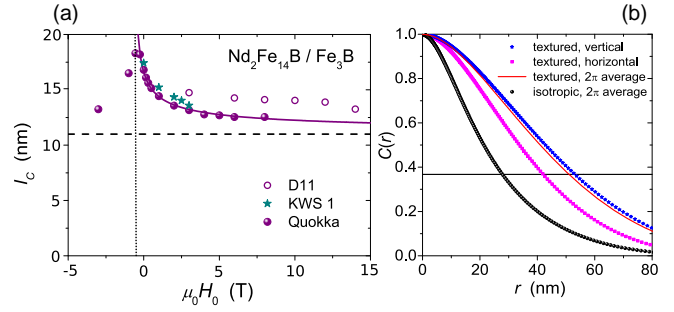 (a)
Nd₂Fe₁₄B / Fe₃B
25
20
15
10
5
0
l_C (nm)
D11
KWS 1
Quokka
-5 0 5 10 15
μ₀H₀ (T)
(b)
1.0
0.8
0.6
0.4
0.2
0.0
C(r)
textured, vertical
textured, horizontal
textured, 2π average
isotropic, 2π average
0 20 40 60 80
r (nm)